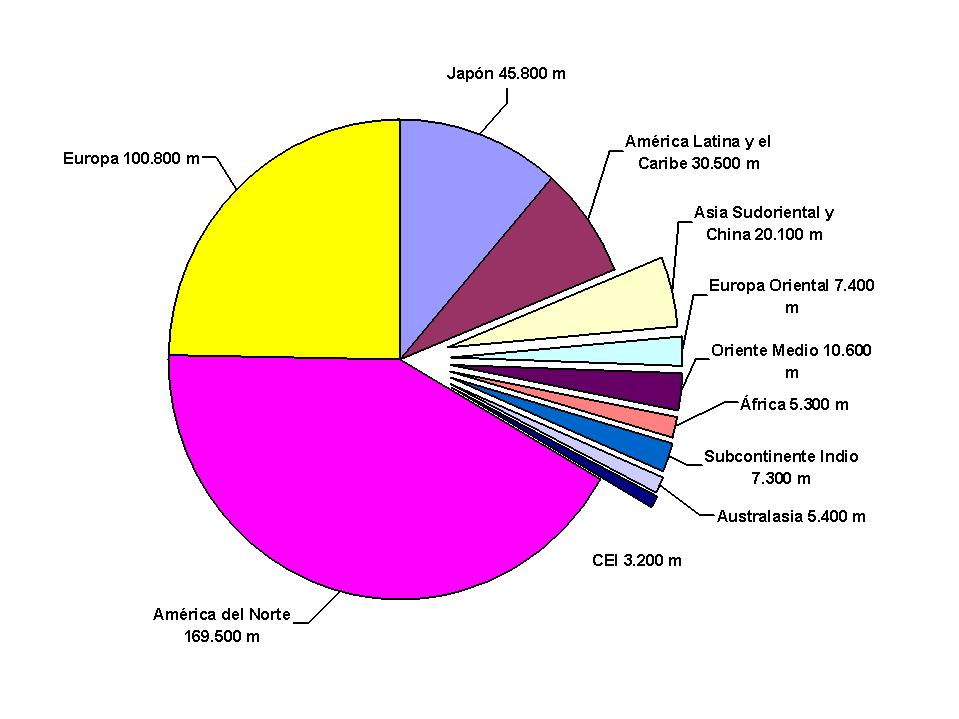 Japón 45.800 m
América Latina y el
Caribe 30.500 m
Europa 100.800 m
Asia Sudoriental y
China 20.100 m
Europa Oriental 7.400
m
Oriente Medio 10.600
m
África 5.300 m
Subcontinente Indio
7.300 m
Australasia 5.400 m
CEI 3.200 m
América del Norte
169.500 m